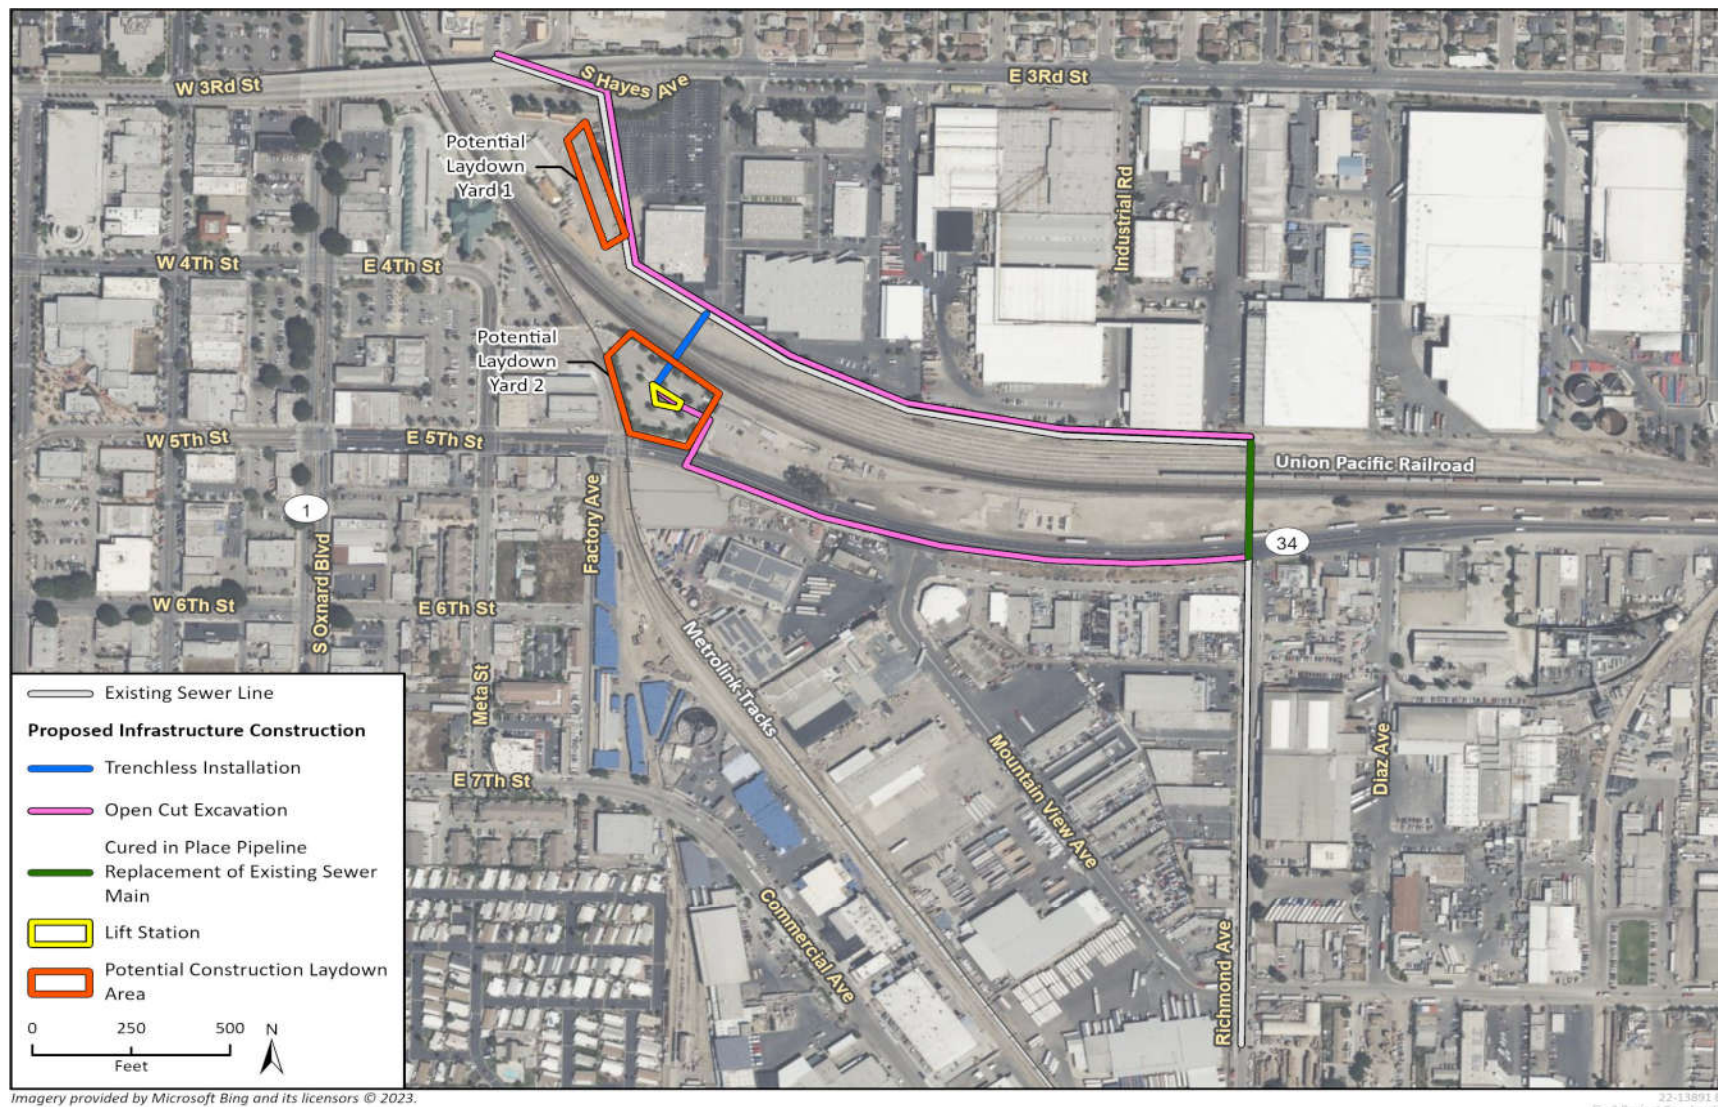 W 3Rd St
S Hayes Ave
E 3Rd St
Potential
Laydown
Yard 1
Industrial Rd
W 4Th St
E 4Th St
Potential
Laydown
Yard 2
W 5Th St
E 5Th St
Union Pacific Railroad
1
34
Factory Ave
S Oxnard Blvd
W 6Th St
E 6Th St
Meta St
Metrolink Tracks
Mountain View Ave
Diaz Ave
E 7Th St
Commercial Ave
Richmond Ave
Existing Sewer Line
Proposed Infrastructure Construction
Trenchless Installation
Open Cut Excavation
Cured in Place Pipeline
Replacement of Existing Sewer
Main
Lift Station
Potential Construction Laydown
Area
0 250 500 N
Feet
Imagery provided by Microsoft Bing and its licensors © 2023.
22-13891